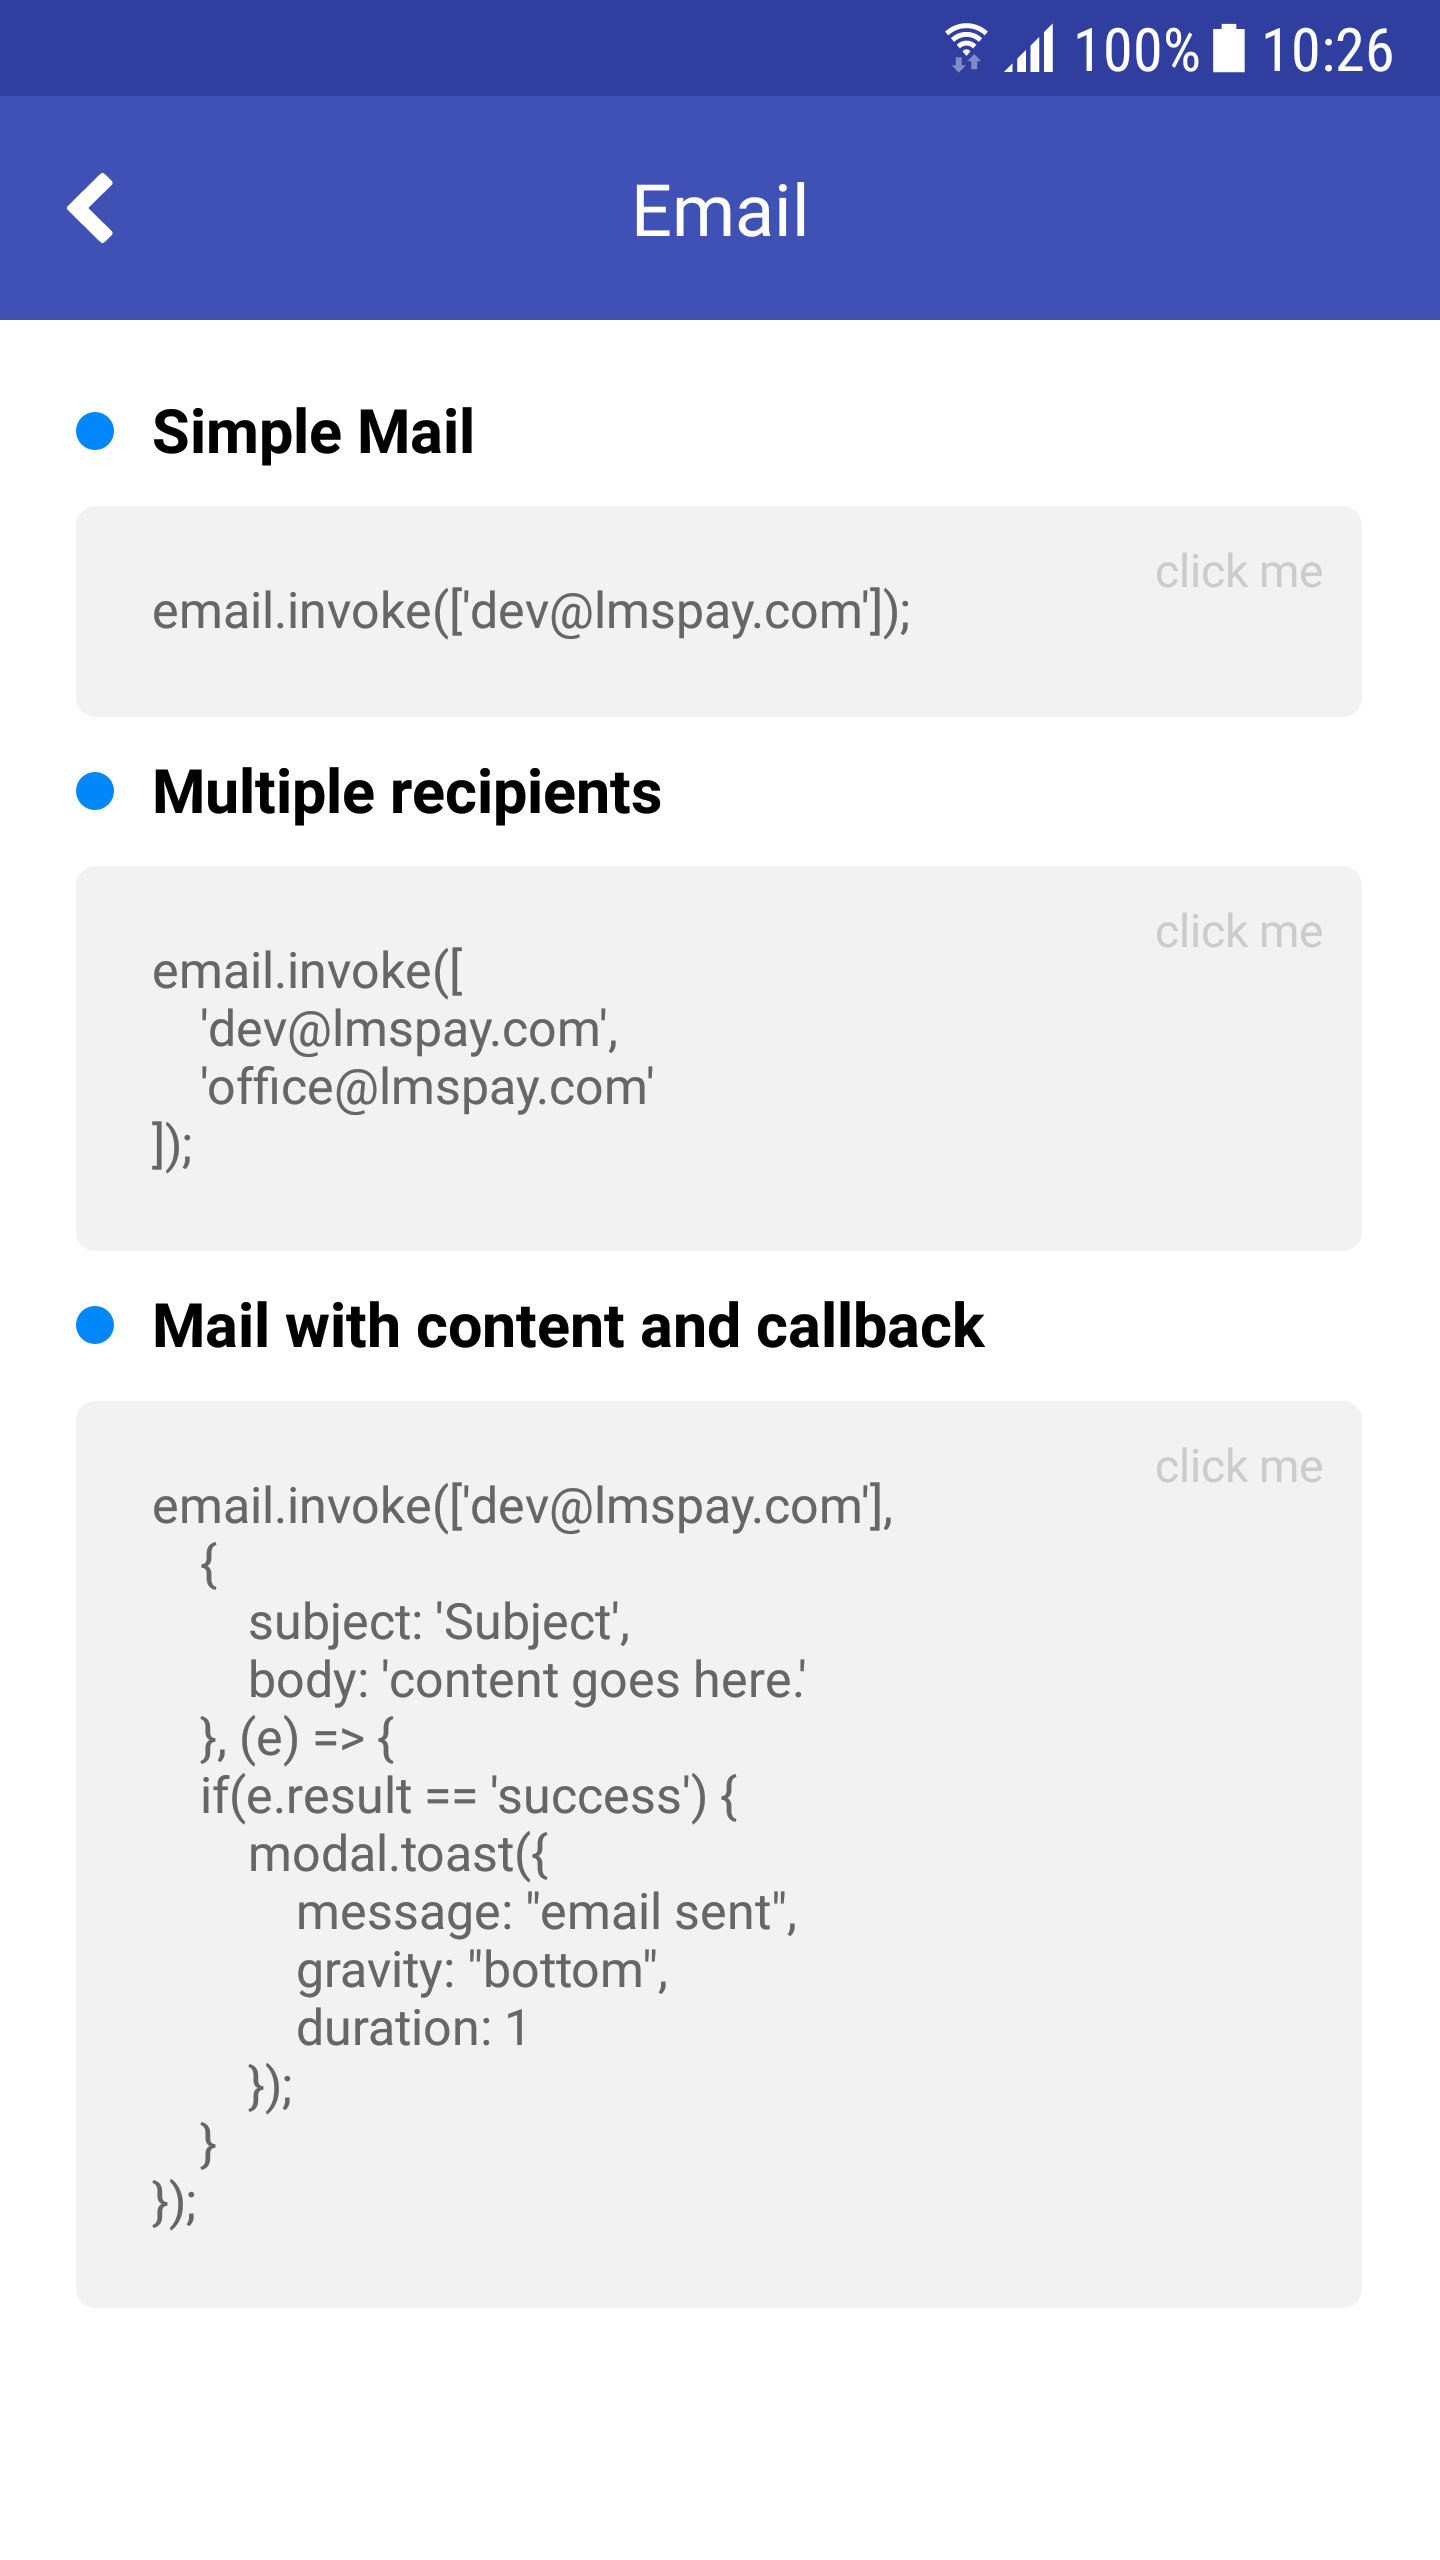 100% 10:26
Email
Simple Mail
click me
email.invoke(['dev@lmspay.com']);
Multiple recipients
click me
email.invoke([
    'dev@lmspay.com',
    'office@lmspay.com'
]);
Mail with content and callback
click me
email.invoke(['dev@lmspay.com'],
    {
        subject: 'Subject',
        body: 'content goes here.'
    }, (e) => {
    if(e.result == 'success') {
        modal.toast({
            message: "email sent",
            gravity: "bottom",
            duration: 1
        });
    }
});